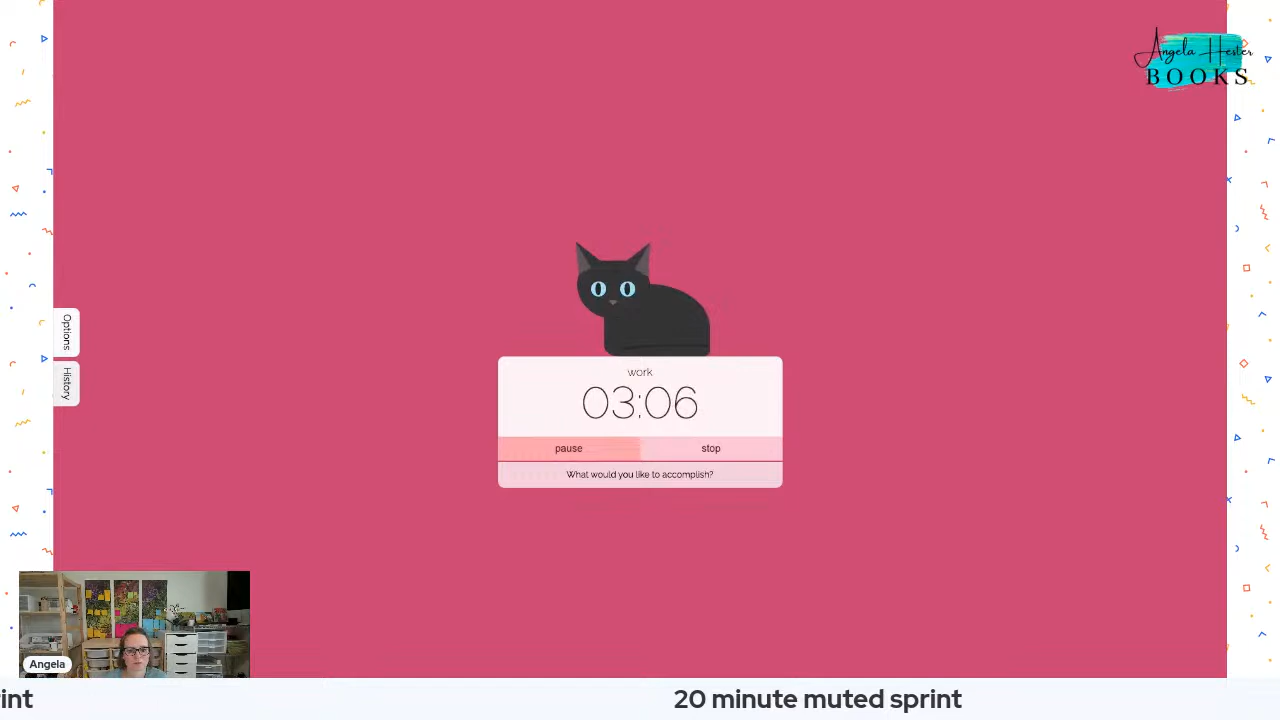 Angela Hester
BOOKS
Options
History
work
03:06
pause
stop
What would you like to accomplish?
Angela
int
20 minute muted sprint